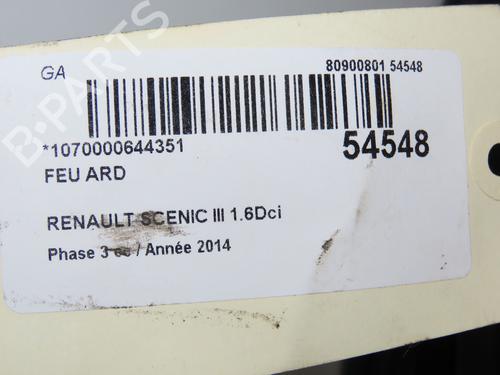 GA
80900801 54548
*1070000644351
54548
FEU ARD
RENAULT SCENIC III 1.6Dci
Phase 3 / Année 2014
B-PARTS